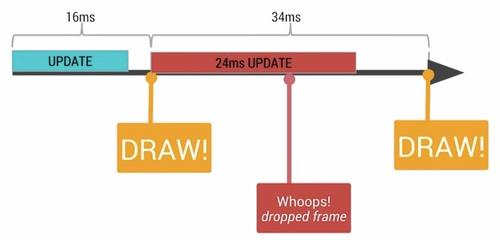 16ms
34ms
UPDATE
24ms UPDATE
DRAW!
DRAW!
Whoops!
dropped frame